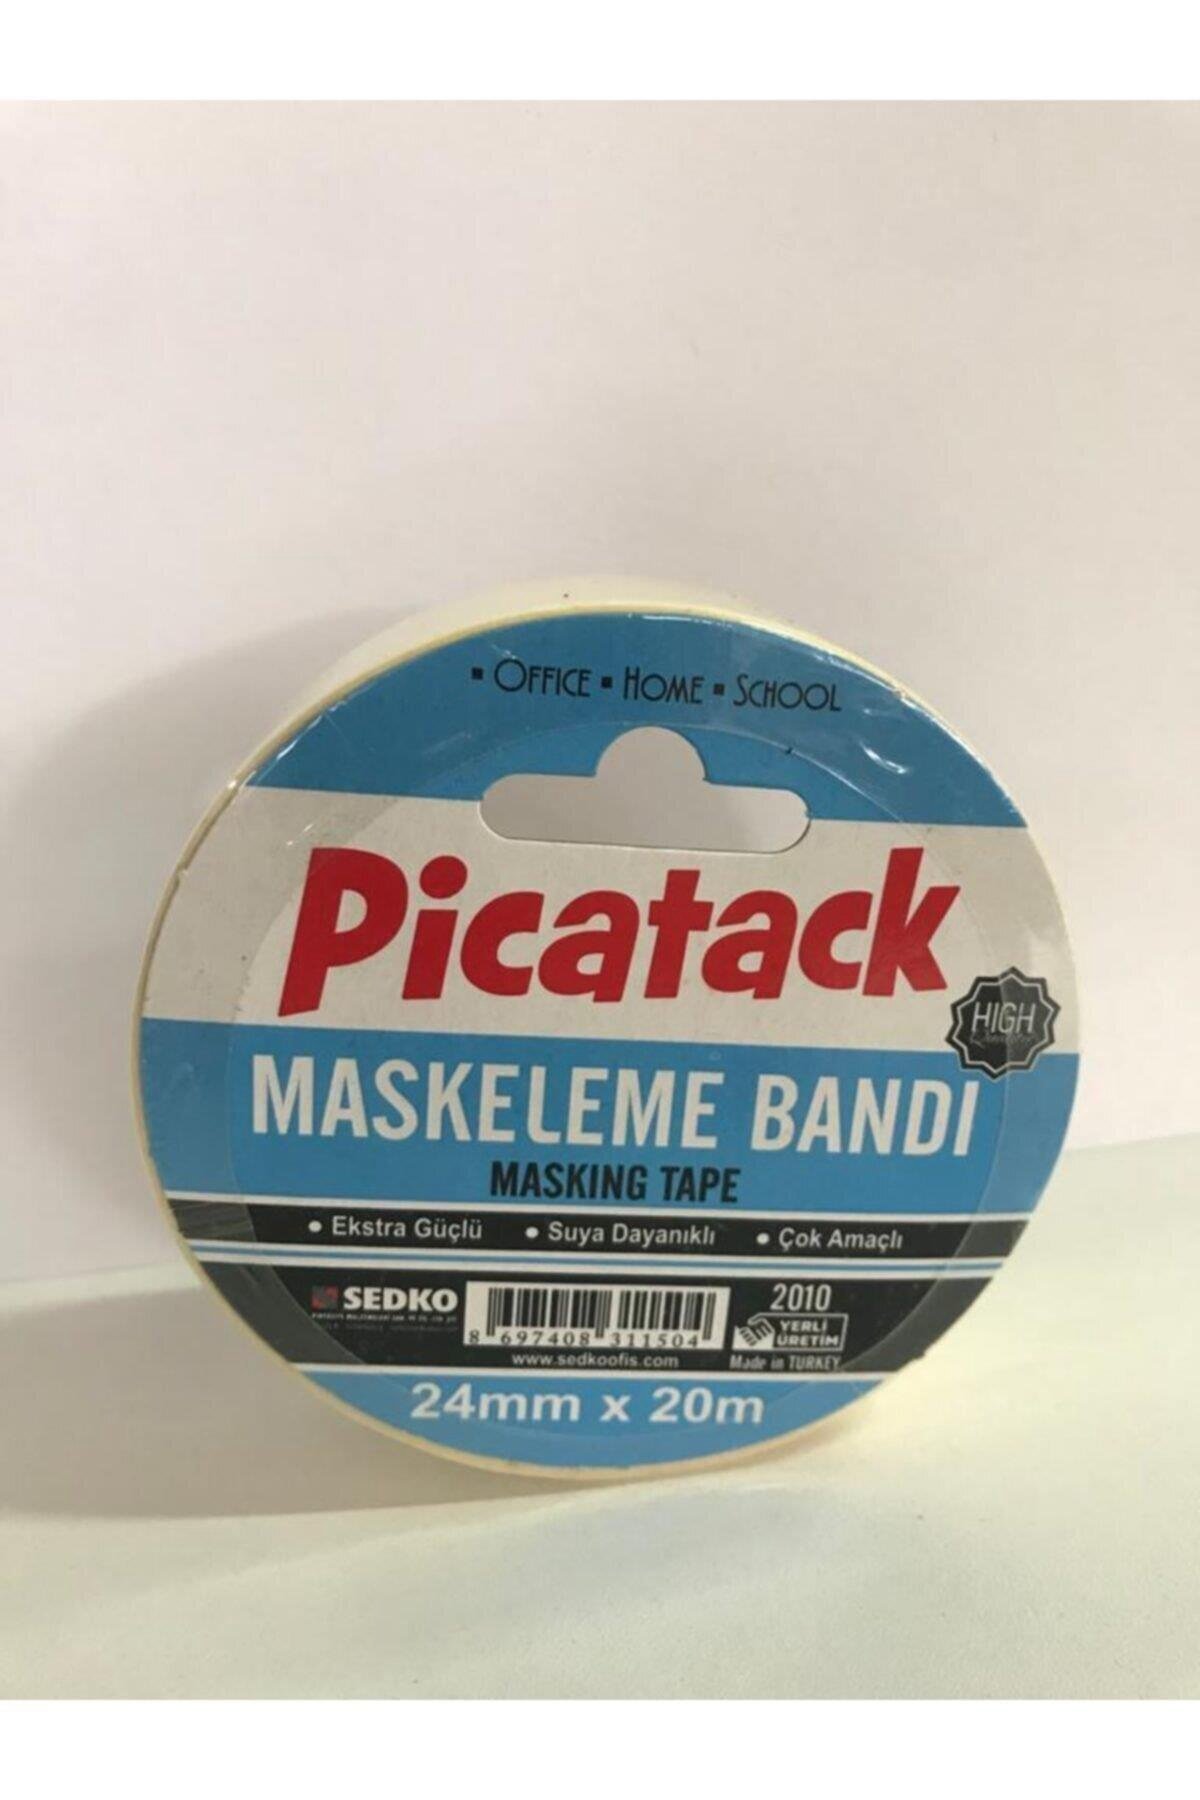 ▪ OFFICE ▪ HOME ▪ SCHOOL
Picatack
HIGH
MASKELEME BANDI
MASKING TAPE
• Ekstra Güçlü • Suya Dayanıklı • Çok Amaçlı
SEDKO
8 697408 311504
www.sedkoofis.com
2010
YERLİ
ÜRETİM
Made in TURKEY
24mm x 20m